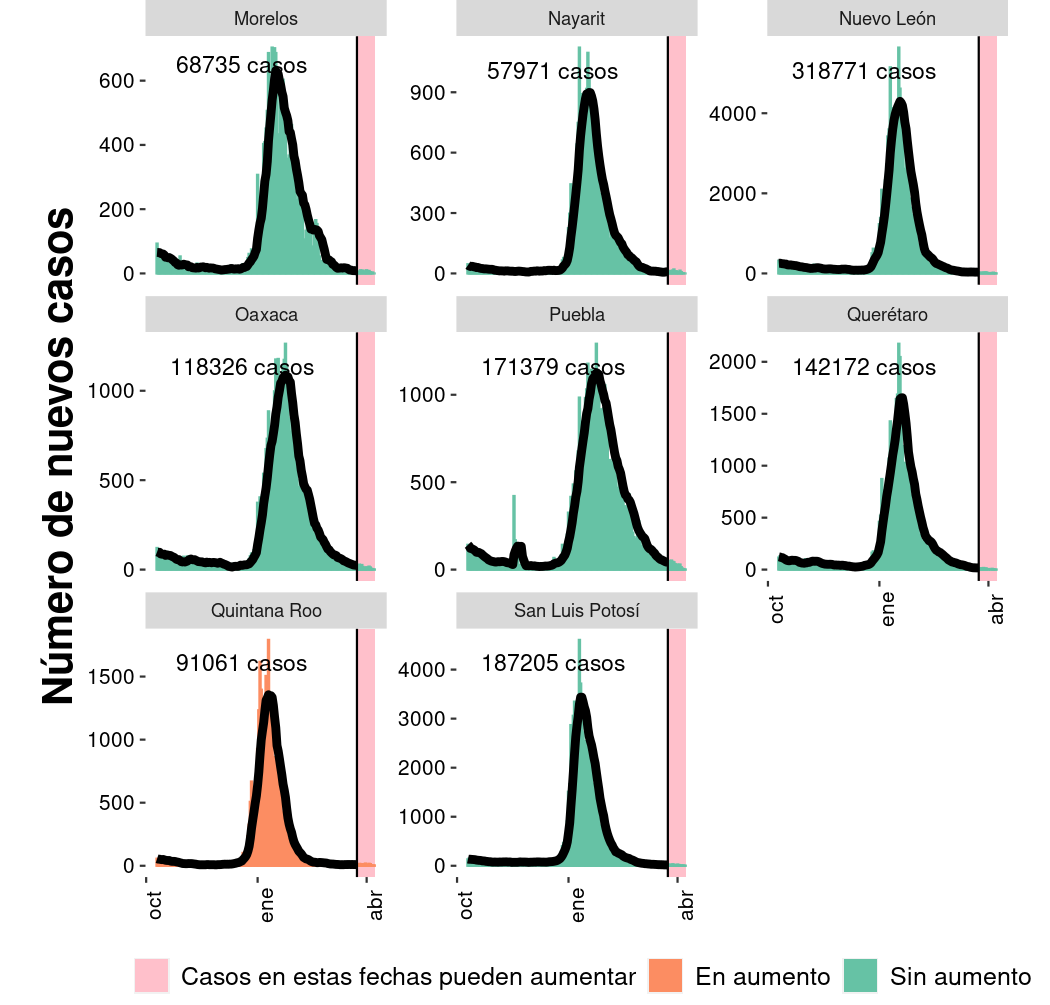 Número de nuevos casos
Morelos
68735 casos
600
400
200
0
Nayarit
57971 casos
900
600
300
0
Nuevo León
318771 casos
4000
2000
0
Oaxaca
118326 casos
1000
500
0
Puebla
171379 casos
1000
500
0
Querétaro
142172 casos
2000
1500
1000
500
0
oct
ene
abr
Quintana Roo
91061 casos
1500
1000
500
0
oct
ene
abr
San Luis Potosí
187205 casos
4000
3000
2000
1000
0
oct
ene
abr
Casos en estas fechas pueden aumentar
En aumento
Sin aumento